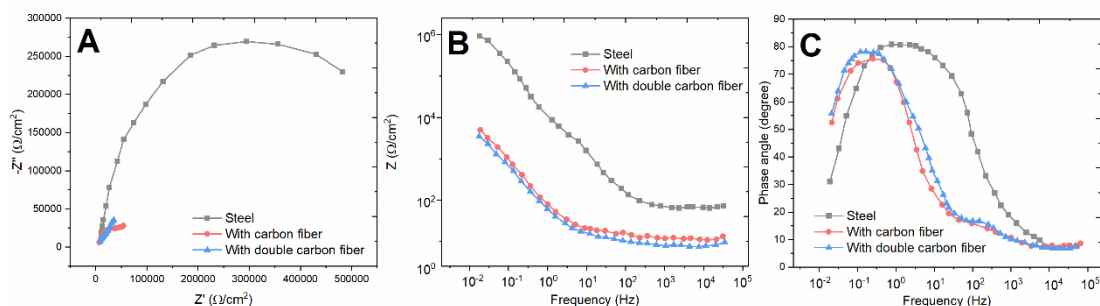 A
300000
250000
200000
150000
100000
50000
0
-Z'' (Ω/cm²)
0
100000
200000
300000
400000
500000
Z' (Ω/cm²)
Steel
With carbon fiber
With double carbon fiber
B
10⁶
10⁴
10²
10⁰
Z (Ω/cm²)
10⁻²
10⁻¹
10⁰
10¹
10²
10³
10⁴
10⁵
Frequency (Hz)
Steel
With carbon fiber
With double carbon fiber
C
90
80
70
60
50
40
30
20
10
0
Phase angle (degree)
10⁻²
10⁻¹
10⁰
10¹
10²
10³
10⁴
10⁵
Frequency (Hz)
Steel
With carbon fiber
With double carbon fiber